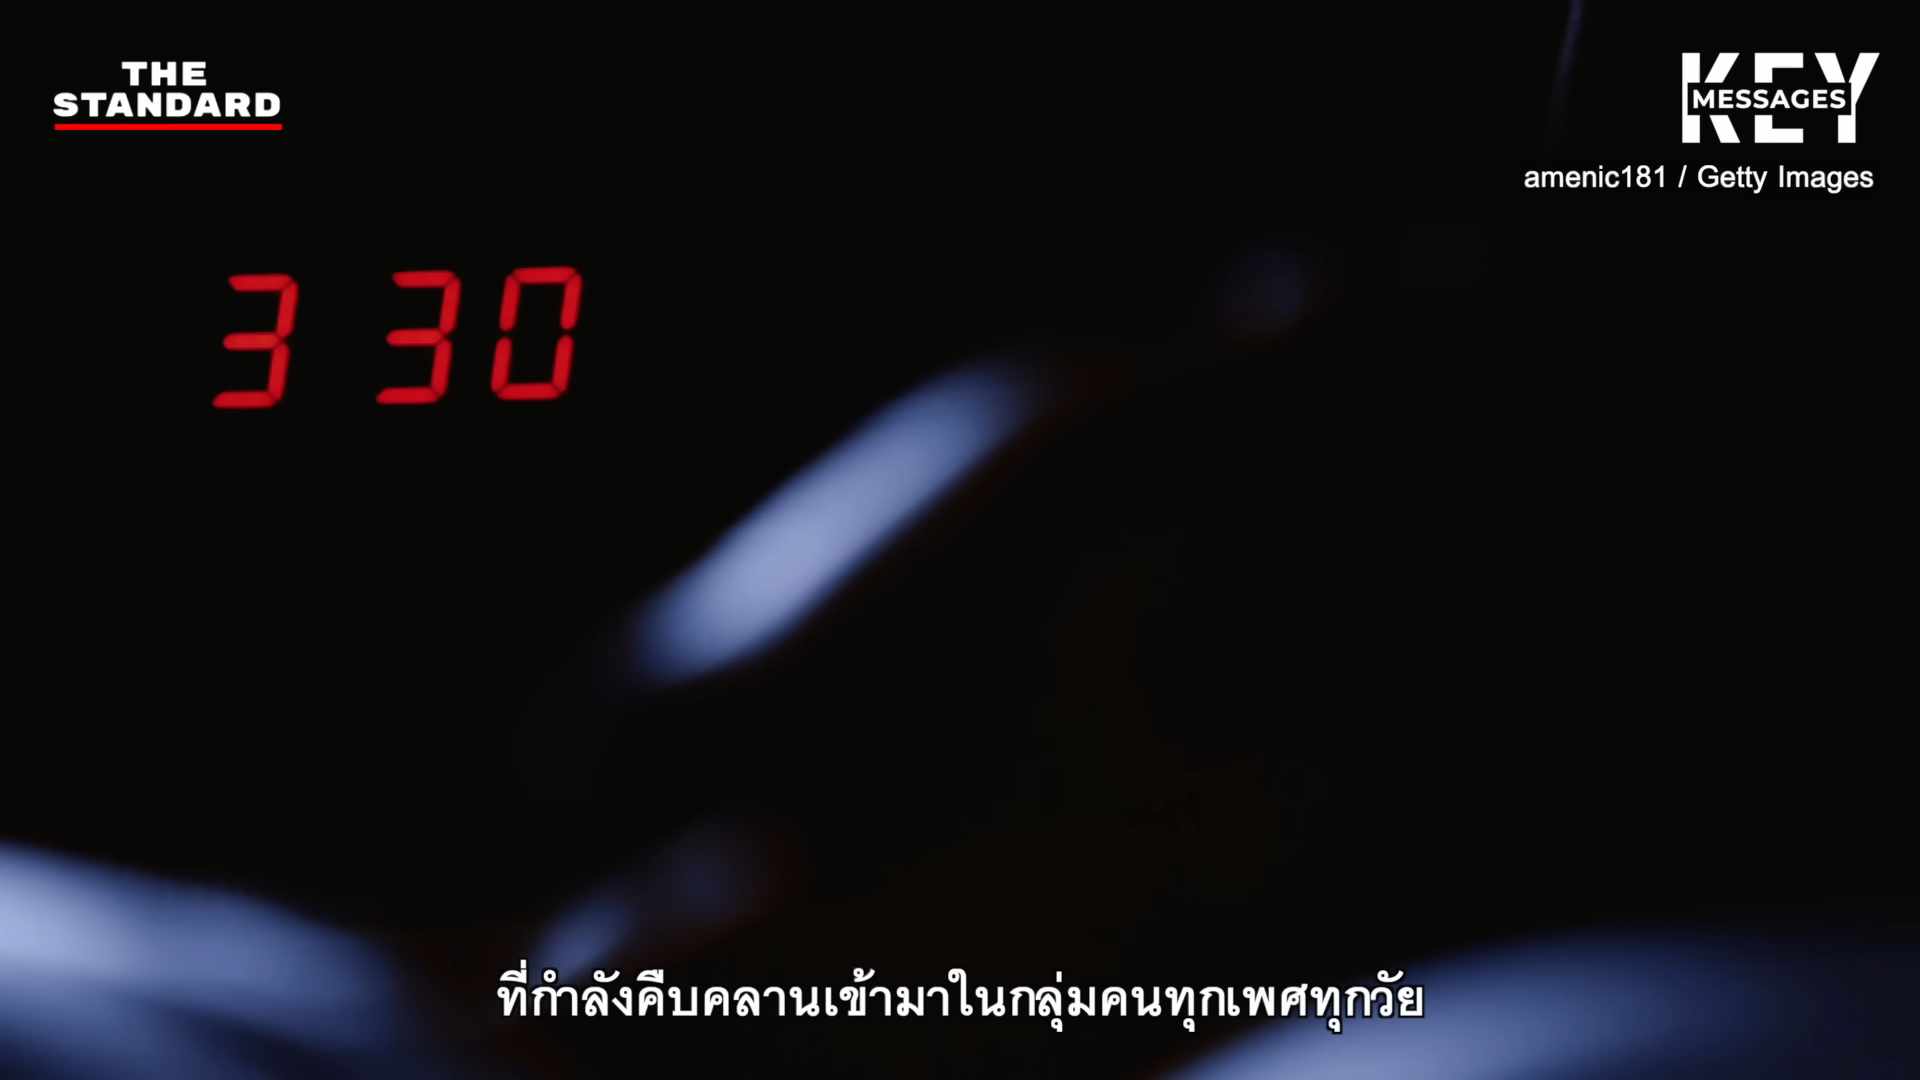 THE
STANDARD
KEY
MESSAGES
amenic181 / Getty Images
3 30
ที่กำลังคืบคลานเข้ามาในกลุ่มคนทุกเพศทุกวัย